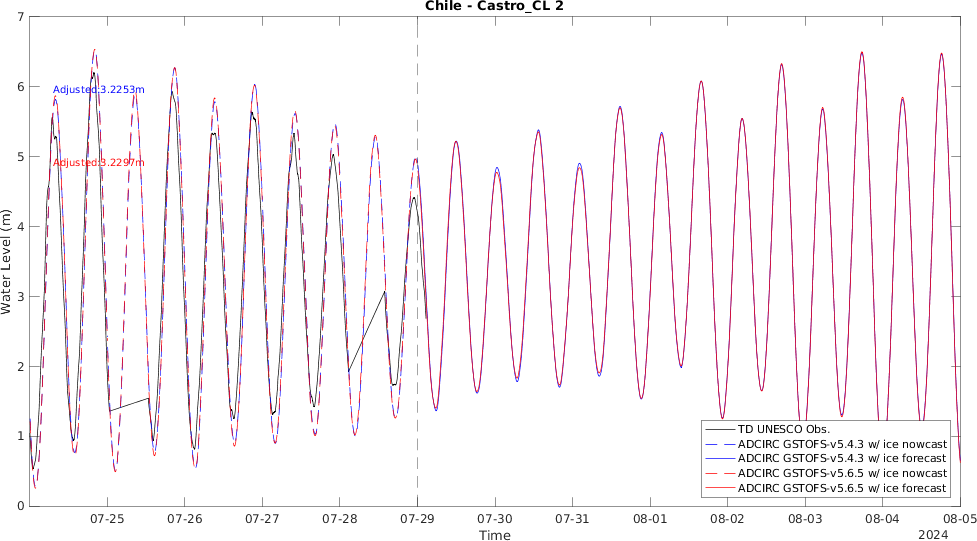 Chile - Castro_CL 2
7
6
5
4
3
2
1
0
Water Level (m)
Adjusted:3.2253m
Adjusted:3.2297m
TD UNESCO Obs.
ADCIRC GSTOFS-v5.4.3 w/ ice nowcast
ADCIRC GSTOFS-v5.4.3 w/ ice forecast
ADCIRC GSTOFS-v5.6.5 w/ ice nowcast
ADCIRC GSTOFS-v5.6.5 w/ ice forecast
07-25 07-26 07-27 07-28 07-29 07-30 07-31 08-01 08-02 08-03 08-04 08-05
Time
2024